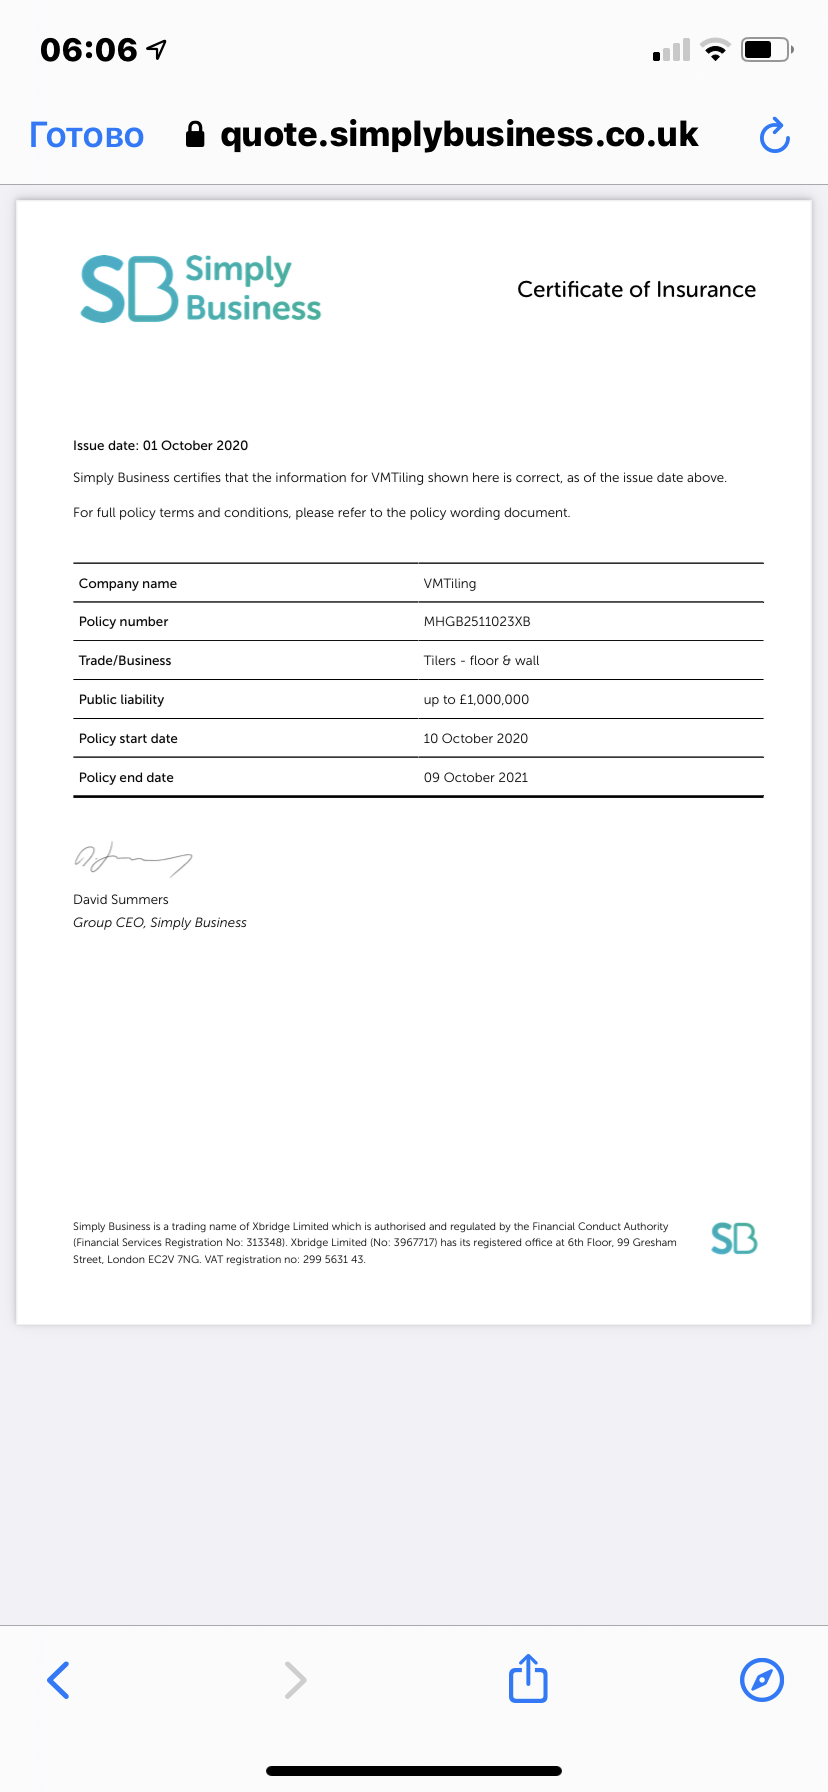 06:06
Готово quote.simplybusiness.co.uk
SB Simply
Business
Certificate of Insurance
Issue date: 01 October 2020
Simply Business certifies that the information for VMTiling shown here is correct, as of the issue date above.
For full policy terms and conditions, please refer to the policy wording document.
Company name VMTiling
Policy number MHGB2511023XB
Trade/Business Tilers - floor & wall
Public liability up to £1,000,000
Policy start date 10 October 2020
Policy end date 09 October 2021
David Summers
Group CEO, Simply Business
Simply Business is a trading name of Xbridge Limited which is authorised and regulated by the Financial Conduct Authority
(Financial Services Registration No: 313348). Xbridge Limited (No: 3967717) has its registered office at 6th Floor, 99 Gresham
Street, London EC2V 7NG. VAT registration no: 299 5631 43.
SB